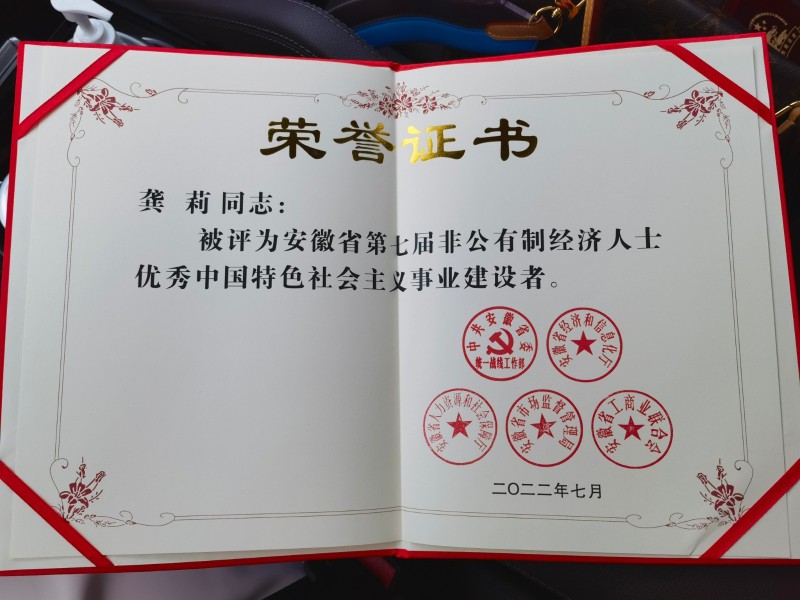 荣誉证书
龚 莉 同志：
被评为安徽省第七届非公有制经济人士
优秀中国特色社会主义事业建设者。
中共安徽省委
统一战线工作部
安徽省经济和信息化厅
安徽省人力资源和社会保障厅
安徽省市场监督管理局
安徽省工商业联合会
二〇二二年七月